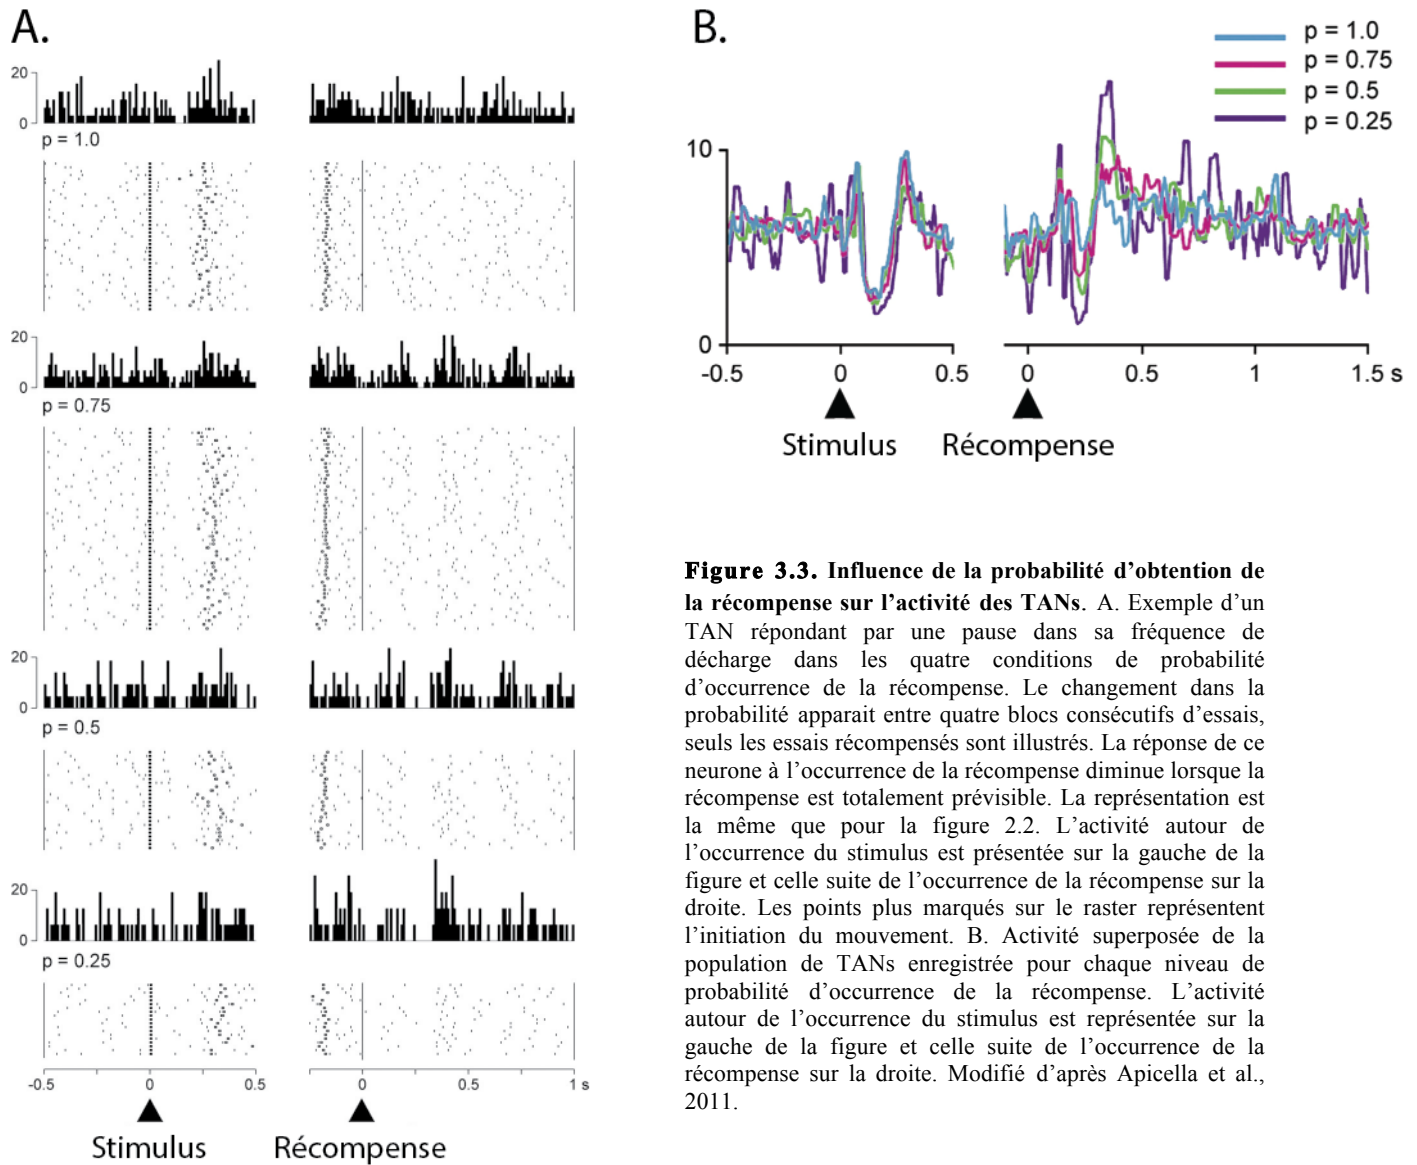 A.
20
0
p = 1.0
20
0
p = 0.75
20
0
p = 0.5
20
0
p = 0.25
-0.5
0
0.5
0
0.5
1 s
Stimulus
Récompense
B.
p = 1.0
p = 0.75
p = 0.5
p = 0.25
10
0
-0.5
0
0.5
0
0.5
1
1.5 s
Stimulus
Récompense
Figure 3.3. Influence de la probabilité d'obtention de
la récompense sur l'activité des TANs. A. Exemple d'un
TAN répondant par une pause dans sa fréquence de
décharge dans les quatre conditions de probabilité
d'occurrence de la récompense. Le changement dans la
probabilité apparait entre quatre blocs consécutifs d'essais,
seuls les essais récompensés sont illustrés. La réponse de ce
neurone à l'occurrence de la récompense diminue lorsque la
récompense est totalement prévisible. La représentation est
la même que pour la figure 2.2. L'activité autour de
l'occurrence du stimulus est présentée sur la gauche de la
figure et celle suite de l'occurrence de la récompense sur la
droite. Les points plus marqués sur le raster représentent
l'initiation du mouvement. B. Activité superposée de la
population de TANs enregistrée pour chaque niveau de
probabilité d'occurrence de la récompense. L'activité
autour de l'occurrence du stimulus est représentée sur la
gauche de la figure et celle suite de l'occurrence de la
récompense sur la droite. Modifié d'après Apicella et al.,
2011.